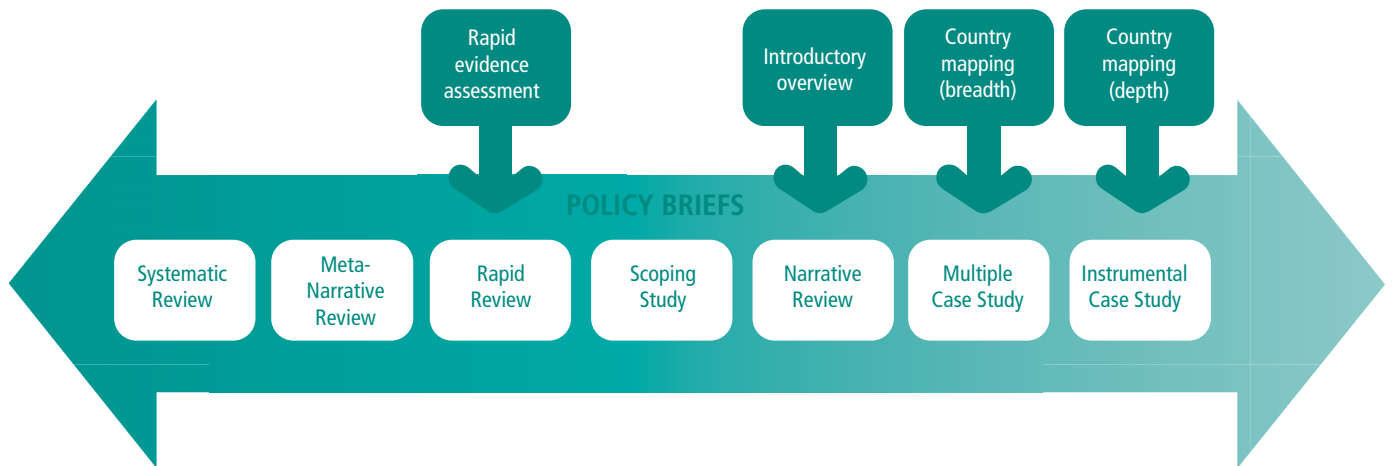 Rapid
evidence
assessment
Introductory
overview
Country
mapping
(breadth)
Country
mapping
(depth)
POLICY BRIEFS
Systematic
Review
Meta-
Narrative
Review
Rapid
Review
Scoping
Study
Narrative
Review
Multiple
Case Study
Instrumental
Case Study